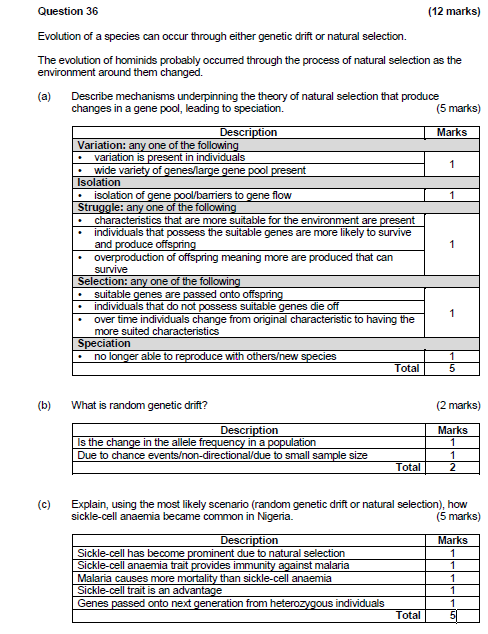 Question 36 (12 marks)
Evolution of a species can occur through either genetic drift or natural selection.
The evolution of hominids probably occurred through the process of natural selection as the
environment around them changed.
(a) Describe mechanisms underpinning the theory of natural selection that produce
changes in a gene pool, leading to speciation. (5 marks)
Description Marks
Variation: any one of the following
• variation is present in individuals
• wide variety of genes/large gene pool present
1
Isolation
• isolation of gene pool/barriers to gene flow 1
Struggle: any one of the following
• characteristics that are more suitable for the environment are present
• individuals that possess the suitable genes are more likely to survive
and produce offspring
• overproduction of offspring meaning more are produced that can
survive
1
Selection: any one of the following
• suitable genes are passed onto offspring
• individuals that do not possess suitable genes die off
• over time individuals change from original characteristic to having the
more suited characteristics
1
Speciation
• no longer able to reproduce with others/new species 1
Total 5
(b) What is random genetic drift? (2 marks)
Description Marks
Is the change in the allele frequency in a population 1
Due to chance events/non-directional/due to small sample size 1
Total 2
(c) Explain, using the most likely scenario (random genetic drift or natural selection), how
sickle-cell anaemia became common in Nigeria. (5 marks)
Description Marks
Sickle-cell has become prominent due to natural selection 1
Sickle-cell anaemia trait provides immunity against malaria 1
Malaria causes more mortality than sickle-cell anaemia 1
Sickle-cell trait is an advantage 1
Genes passed onto next generation from heterozygous individuals 1
Total 5